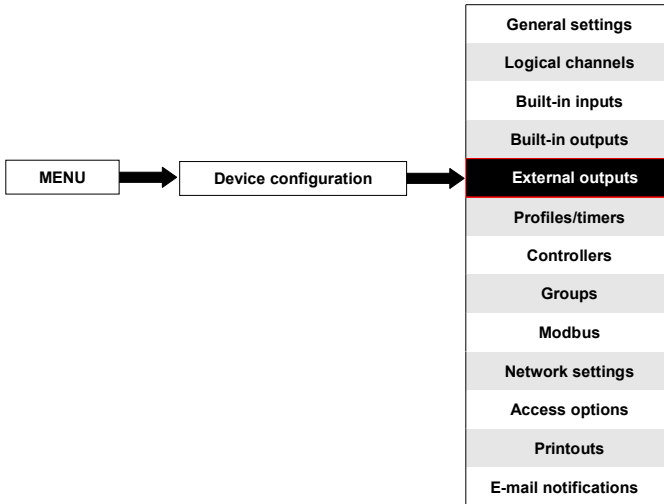 General settings
Logical channels
Built-in inputs
Built-in outputs
MENU
Device configuration
External outputs
Profiles/timers
Controllers
Groups
Modbus
Network settings
Access options
Printouts
E-mail notifications